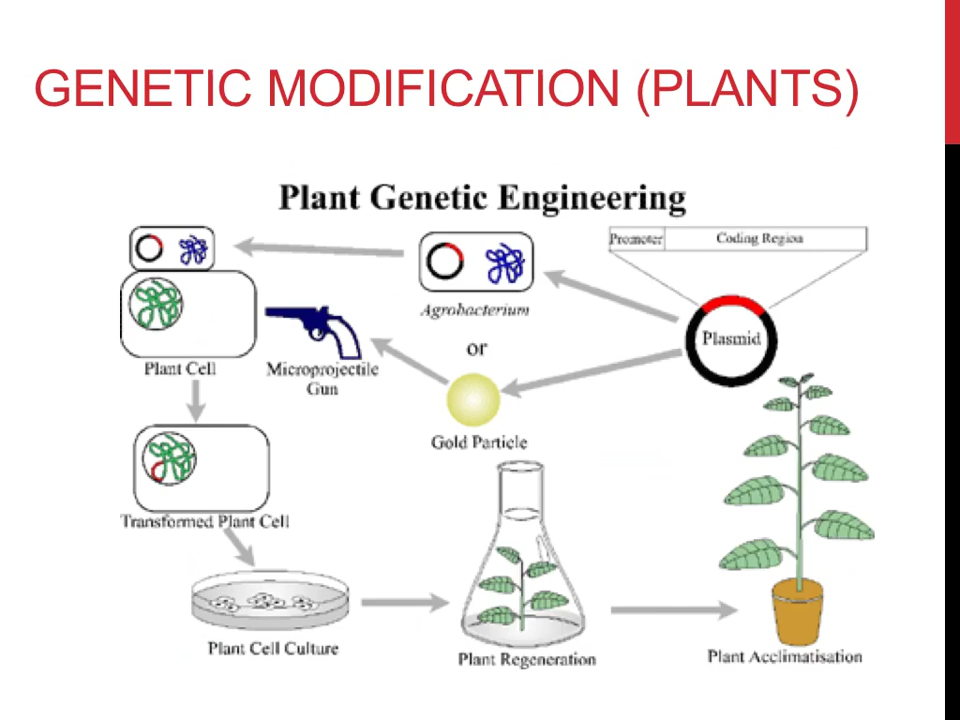 GENETIC MODIFICATION (PLANTS)
Plant Genetic Engineering
Promoter
Coding Region
Agrobacterium
Plasmid
or
Plant Cell
Microprojectile
Gun
Gold Particle
Transformed Plant Cell
Plant Cell Culture
Plant Regeneration
Plant Acclimatisation